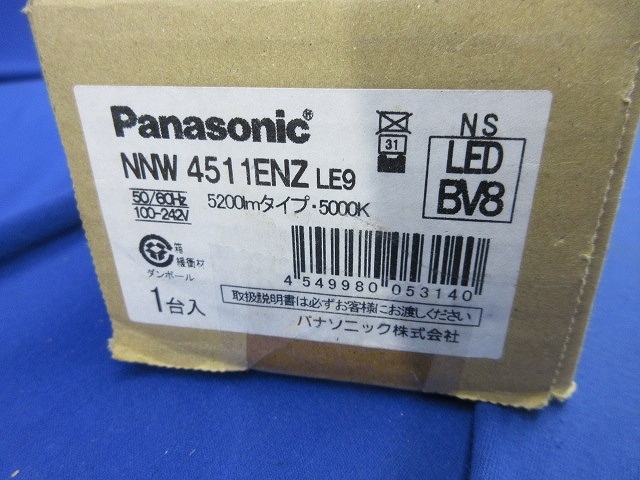 Panasonic®
NNW 4511ENZ LE9
50/60Hz
100-242V
5200lmタイプ・5000K
31
NS
LED
BV8
箱
緩衝材
ダンボール
1台入
4 549980 053140
取扱説明書は必ずお客様にお渡しください
パナソニック株式会社